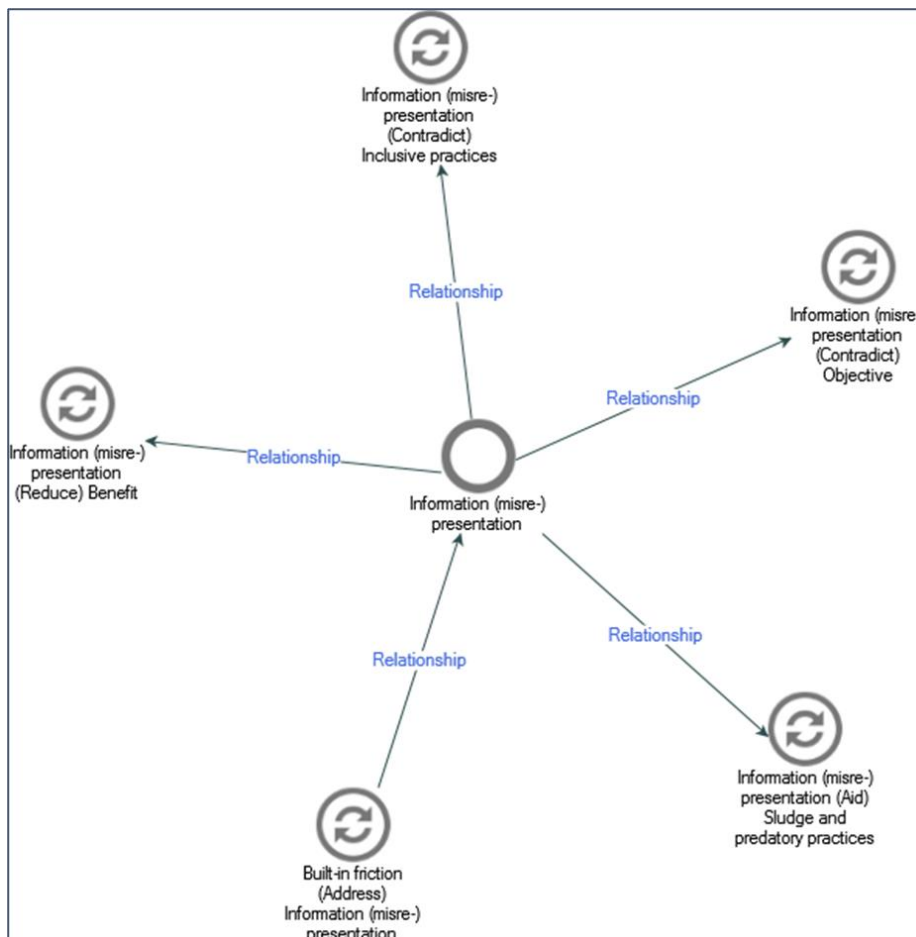 Information (misre-)
presentation
(Contradict)
Inclusive practices
Relationship
Information (misre
presentation
(Contradict)
Objective
Relationship
Information (misre-)
presentation
(Reduce) Benefit
Relationship
Information (misre-)
presentation
Relationship
Relationship
Information (misre-)
presentation (Aid)
Sludge and
predatory practices
Built-in friction
(Address)
Information (misre-)
presentation